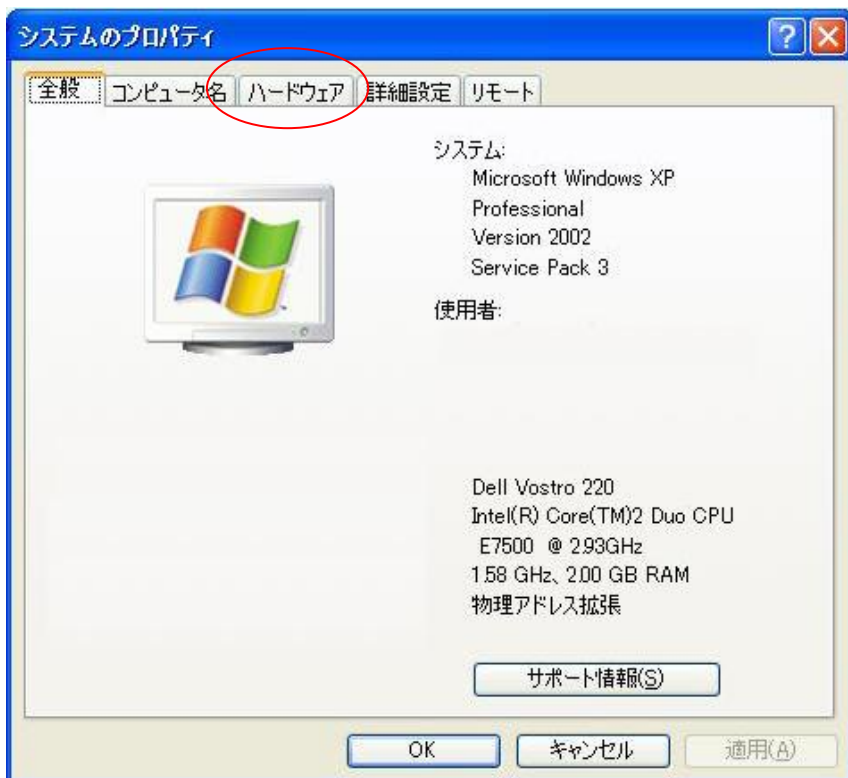 システムのプロパティ
全般 コンピュータ名 ハードウェア 詳細設定 リモート
システム:
Microsoft Windows XP
Professional
Version 2002
Service Pack 3
使用者:
Dell Vostro 220
Intel(R) Core(TM)2 Duo CPU
E7500 @ 2.93GHz
1.58 GHz、2.00 GB RAM
物理アドレス拡張
サポート情報(S)
OK キャンセル 適用(A)